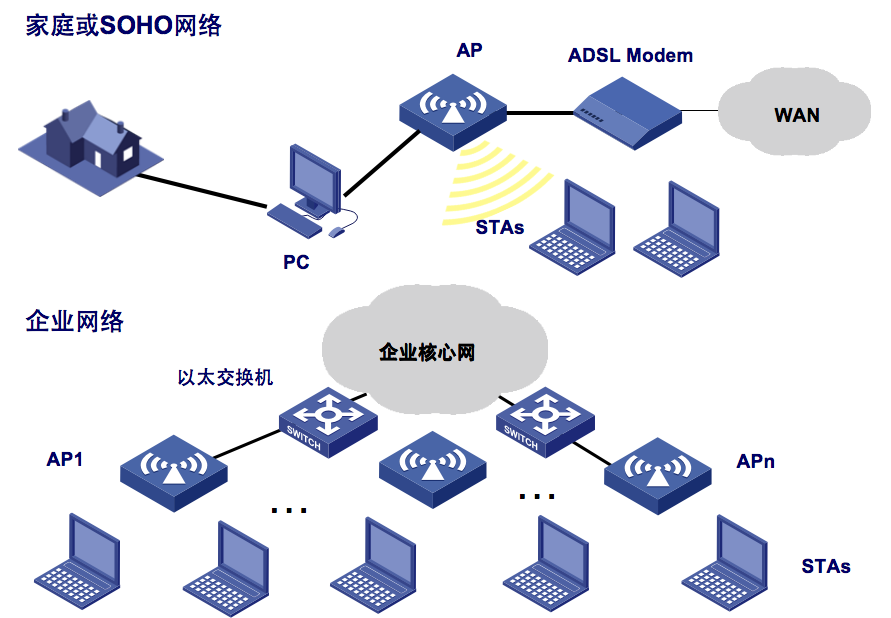 家庭或SOHO网络
AP
ADSL Modem
WAN
STAs
PC
企业网络
企业核心网
以太交换机
SWITCH
SWITCH
AP1
APn
...
...
STAs